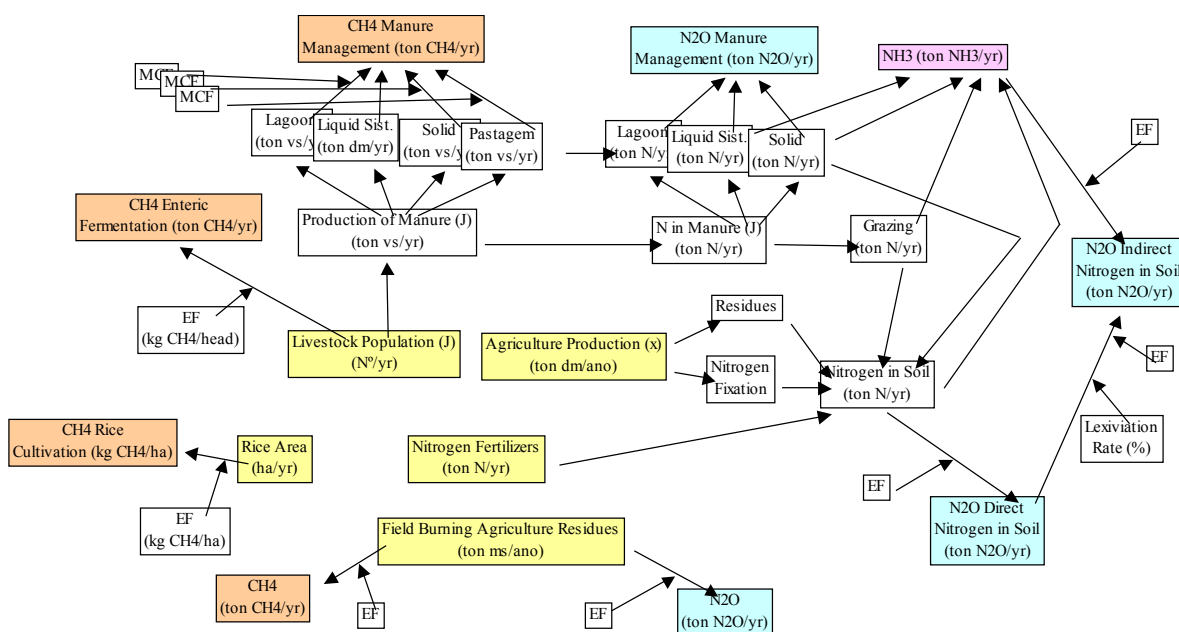 CH4 Manure
Management (ton CH4/yr)
N2O Manure
Management (ton N2O/yr)
NH3 (ton NH3/yr)
MCF
MCF
MCF
Lagoon
(ton vs/yr)
Liquid Sist.
(ton dm/yr)
Solid
(ton vs/yr)
Pastagem
(ton vs/yr)
Lagoon
(ton N/yr)
Liquid Sist.
(ton N/yr)
Solid
(ton N/yr)
EF
CH4 Enteric
Fermentation (ton CH4/yr)
Production of Manure (J)
(ton vs/yr)
N in Manure (J)
(ton N/yr)
Grazing
(ton N/yr)
N2O Indirect
Nitrogen in Soil
(ton N2O/yr)
EF
(kg CH4/head)
Livestock Population (J)
(Nº/yr)
Agriculture Production (x)
(ton dm/ano)
Residues
Nitrogen
Fixation
Nitrogen in Soil
(ton N/yr)
EF
CH4 Rice
Cultivation (kg CH4/ha)
Rice Area
(ha/yr)
Nitrogen Fertilizers
(ton N/yr)
Lexiviation
Rate (%)
EF
EF
(kg CH4/ha)
N2O Direct
Nitrogen in Soil
(ton N2O/yr)
Field Burning Agriculture Residues
(ton ms/ano)
CH4
(ton CH4/yr)
EF
EF
N2O
(ton N2O/yr)